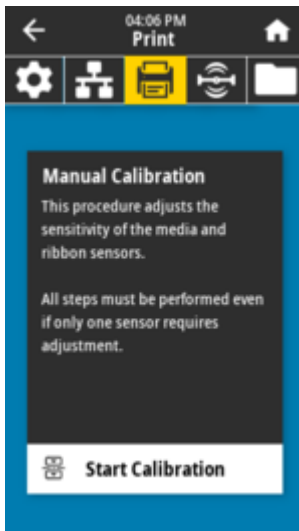 04:06 PM
Print
Manual Calibration
This procedure adjusts the
sensitivity of the media and
ribbon sensors.
All steps must be performed even
if only one sensor requires
adjustment.
Start Calibration